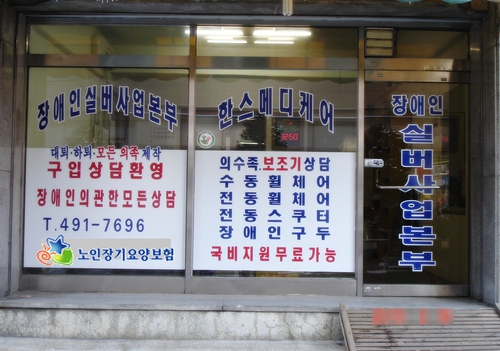 장애인실버사업본부
대퇴·하퇴·모든 의족 제작
구입상담환영
장애인의관한모든상담
T.491-7696
노인장기요양보험
한스메디케어
의수족.보조기상담
수동휠체어
전동휠체어
전동스쿠터
장애인구두
국비지원무료가능
장애인
실버사업본부